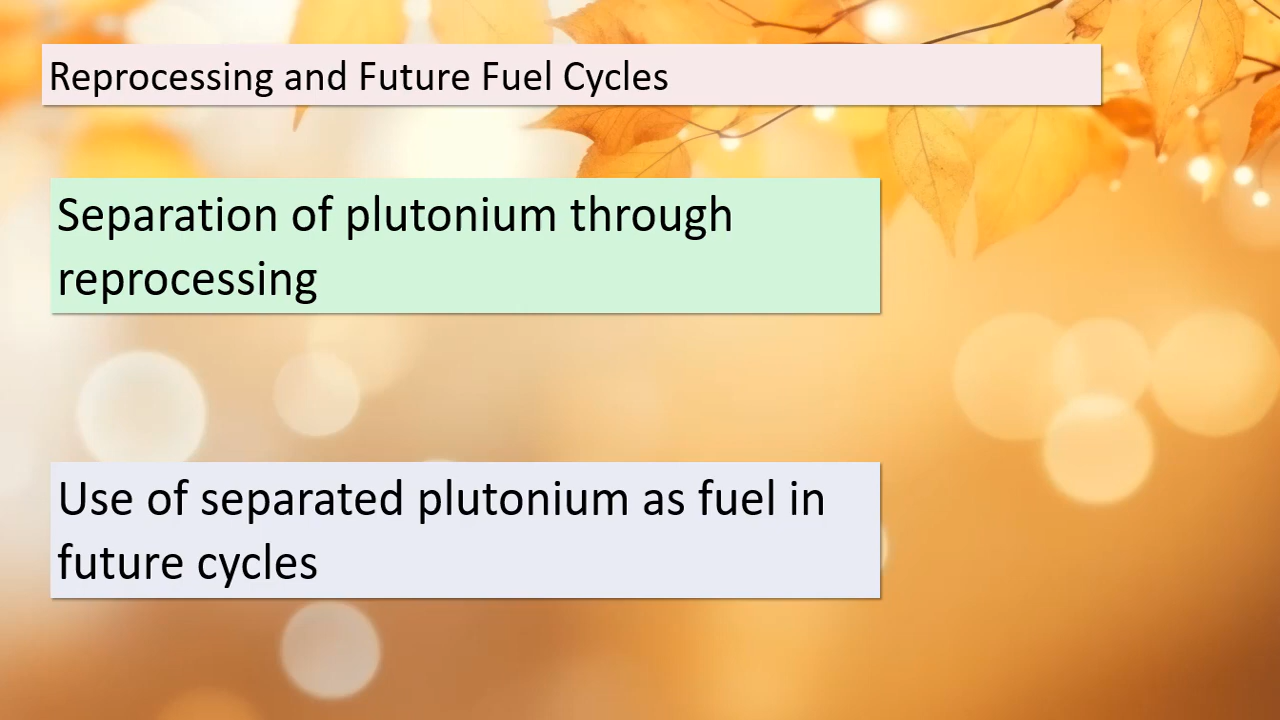 Reprocessing and Future Fuel Cycles
Separation of plutonium through
reprocessing
Use of separated plutonium as fuel in
future cycles